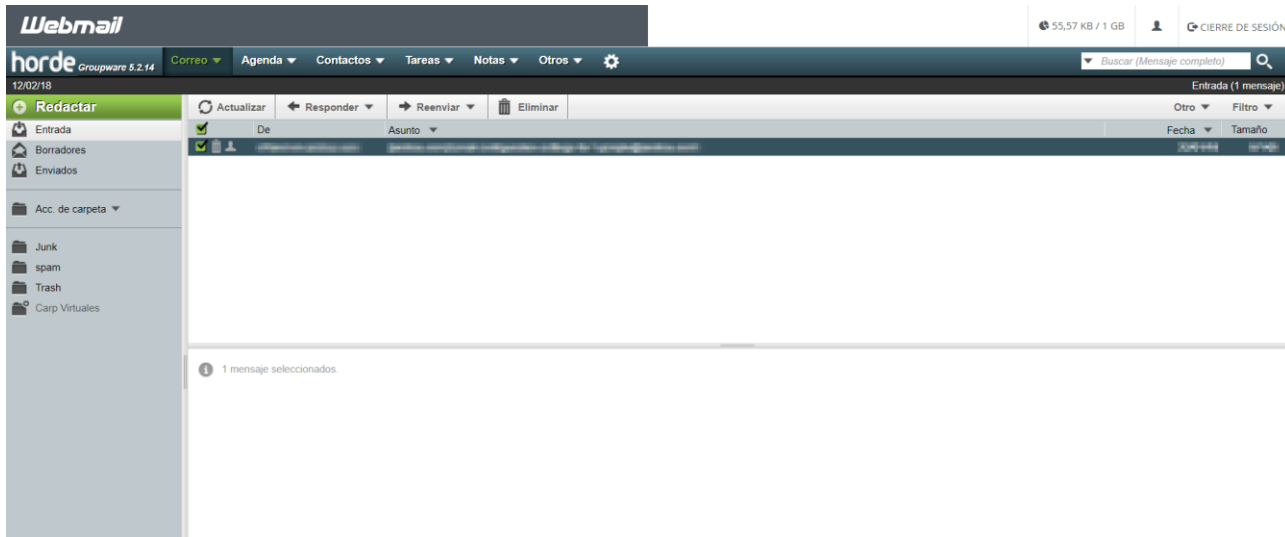 Webmail
55,57 KB / 1 GB CIERRE DE SESIÓN
horde Groupware 5.2.14 Correo Agenda Contactos Tareas Notas Otros Buscar (Mensaje completo)
12/02/18 Entrada (1 mensaje)
Redactar Actualizar Responder Reenviar Eliminar Otro Filtro
Entrada De Asunto Fecha Tamaño
Borradores
Enviados
Acc. de carpeta
Junk
spam
Trash
Carp Virtuales
1 mensaje seleccionados.